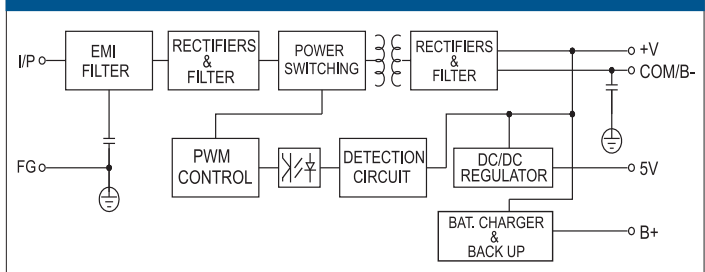 I/P
EMI
FILTER
RECTIFIERS
&
FILTER
POWER
SWITCHING
RECTIFIERS
&
FILTER
+V
COM/B-
FG
PWM
CONTROL
DETECTION
CIRCUIT
DC/DC
REGULATOR
5V
BAT. CHARGER
&
BACK UP
B+